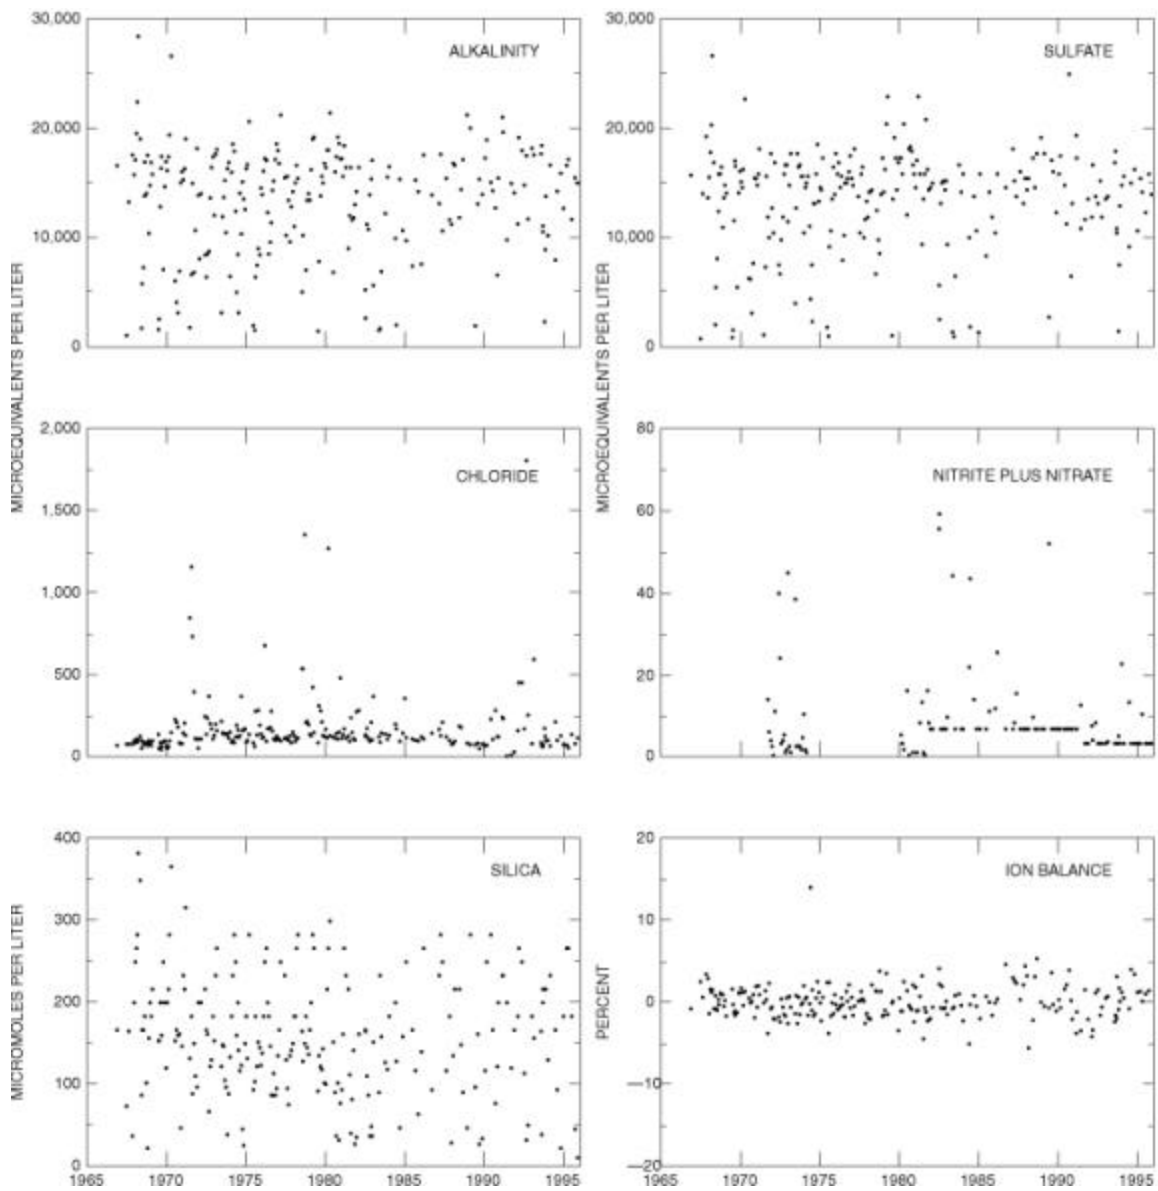 30,000
20,000
10,000
0
ALKALINITY
30,000
20,000
10,000
0
SULFATE
MICROEQUIVALENTS PER LITER
MICROEQUIVALENTS PER LITER
2,000
1,500
1,000
500
0
CHLORIDE
80
60
40
20
0
NITRITE PLUS NITRATE
MICROMOLES PER LITER
400
300
200
100
0
SILICA
1965 1970 1975 1980 1985 1990 1995
PERCENT
20
10
0
—10
—20
ION BALANCE
1965 1970 1975 1980 1985 1990 1995